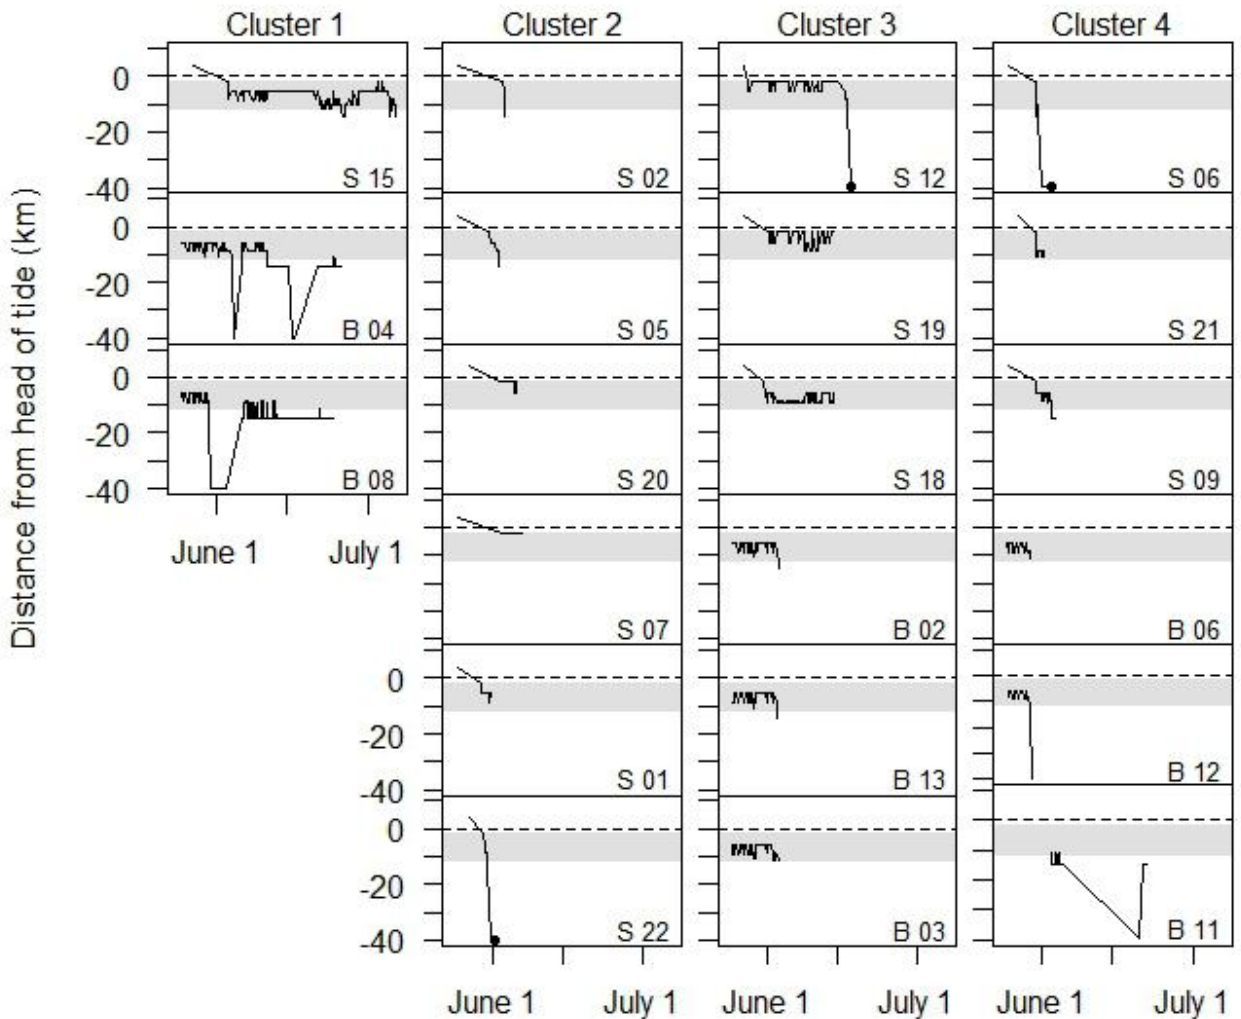 Cluster 1 Cluster 2 Cluster 3 Cluster 4
Distance from head of tide (km)
0
-20
-40
S 15 S 02 S 12 S 06
0
-20
-40
B 04 S 05 S 19 S 21
0
-20
-40
B 08 S 20 S 18 S 09
June 1 July 1
S 07 B 02 B 06
0
-20
-40
S 01 B 13 B 12
0
-20
-40
S 22 B 03 B 11
June 1 July 1 June 1 July 1 June 1 July 1